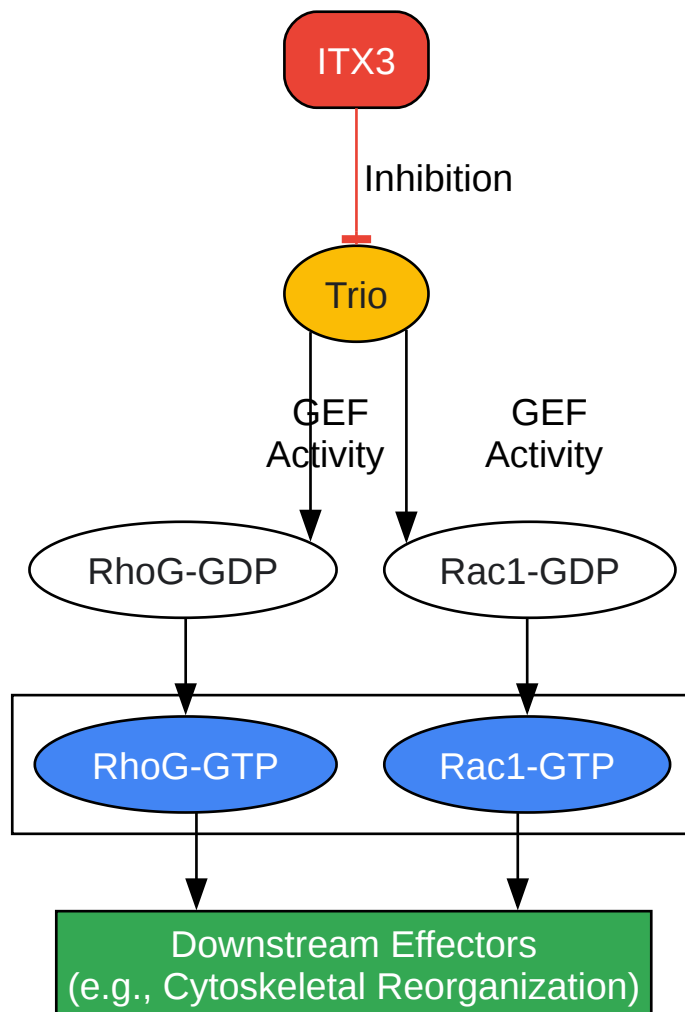 ITX3
Inhibition
Trio
GEF
Activity
GEF
Activity
RhoG-GDP
Rac1-GDP
RhoG-GTP
Rac1-GTP
Downstream Effectors
(e.g., Cytoskeletal Reorganization)